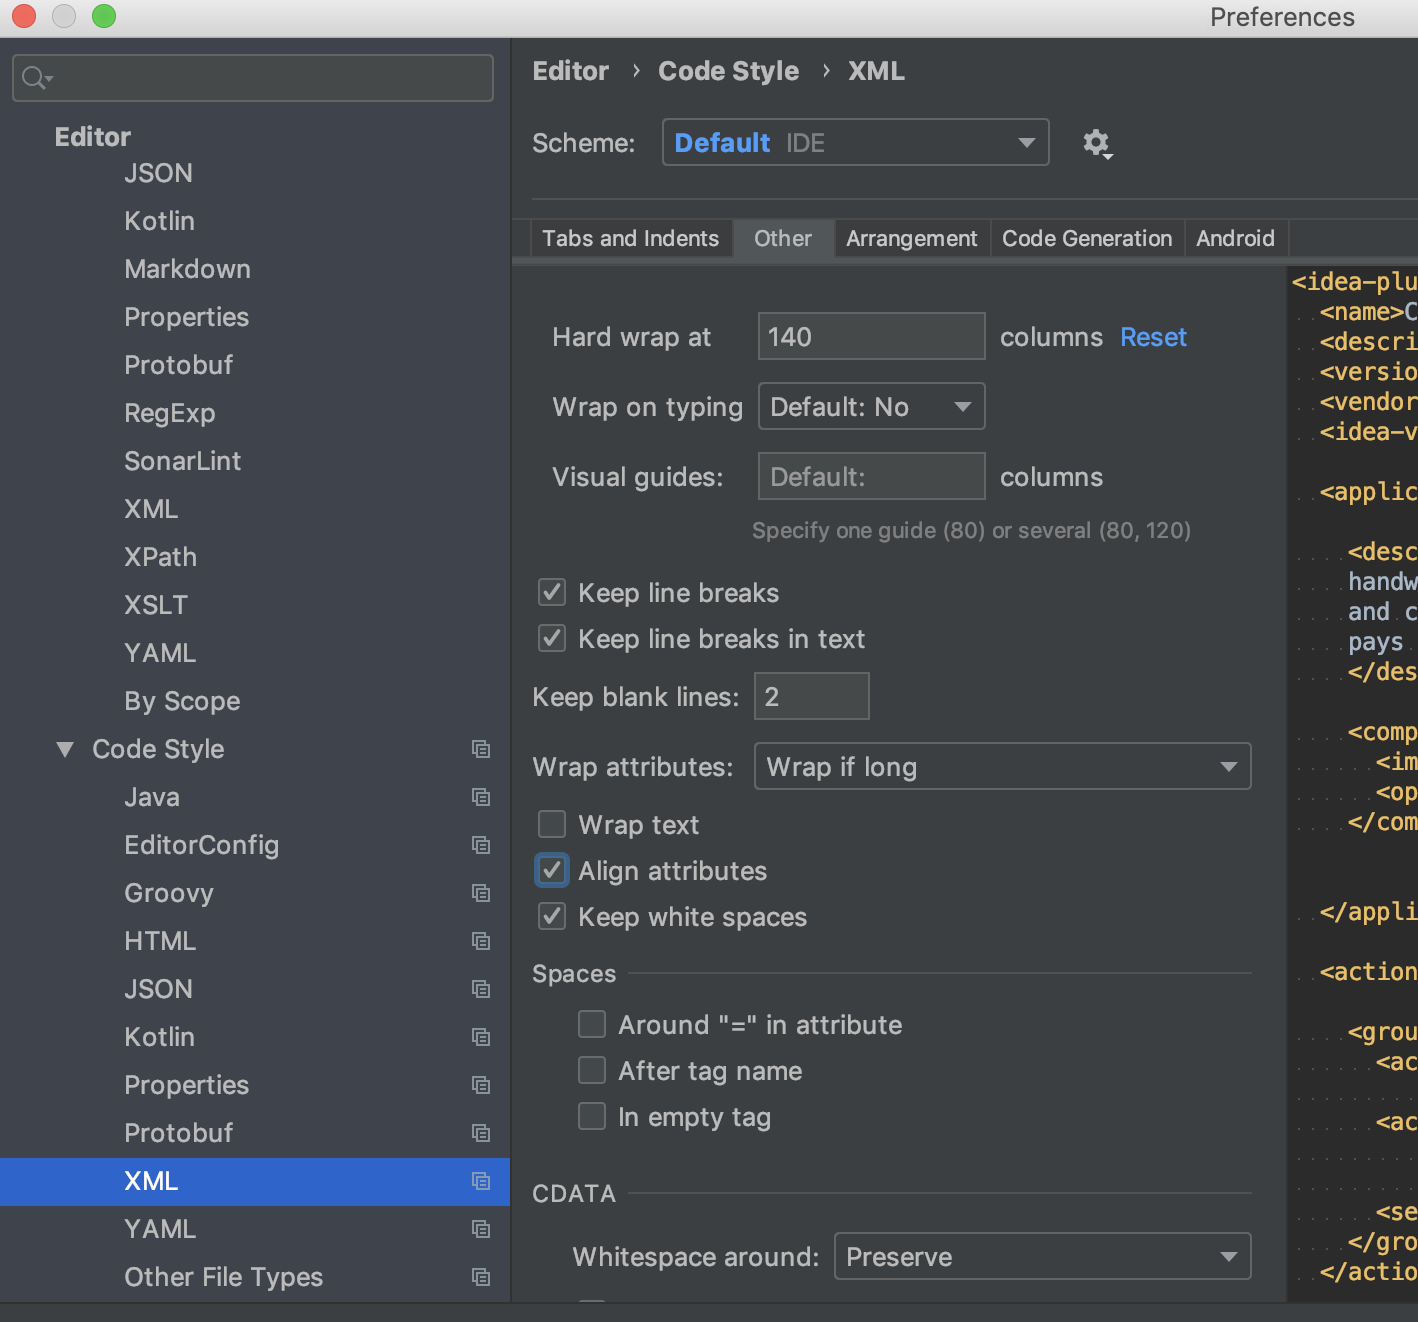 Preferences
Editor
JSON
Kotlin
Markdown
Properties
Protobuf
RegExp
SonarLint
XML
XPath
XSLT
YAML
By Scope
Code Style
Java
EditorConfig
Groovy
HTML
JSON
Kotlin
Properties
Protobuf
XML
YAML
Other File Types
Editor › Code Style › XML
Scheme: Default IDE
Tabs and Indents Other Arrangement Code Generation Android
Hard wrap at 140 columns Reset
Wrap on typing Default: No
Visual guides: Default: columns
Specify one guide (80) or several (80, 120)
Keep line breaks
Keep line breaks in text
Keep blank lines: 2
Wrap attributes: Wrap if long
Wrap text
Align attributes
Keep white spaces
Spaces
Around "=" in attribute
After tag name
In empty tag
CDATA
Whitespace around: Preserve
<idea-plu
<name>C
<descri
<versio
<vendor
<idea-v
<applic
<desc
handw
and c
pays
</des
<comp
<im
<op
</com
</appli
<action
<grou
<ac
<ac
<se
</gro
</actio